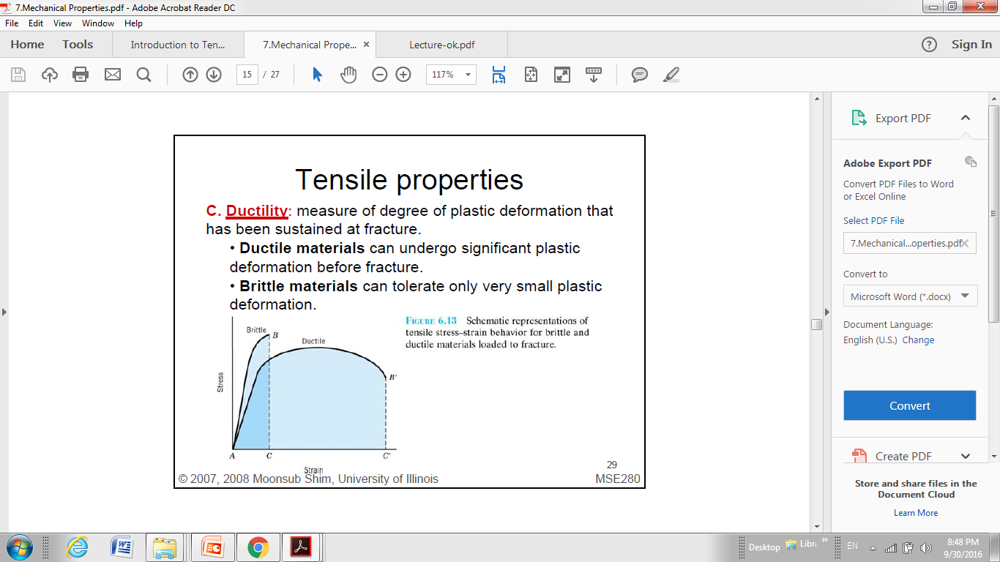 7.Mechanical Properties.pdf - Adobe Acrobat Reader DC
File Edit View Window Help
Home Tools Introduction to Ten... 7.Mechanical Prope... × Lecture-ok.pdf ? Sign In
15 / 27 117%
Tensile properties
C. Ductility: measure of degree of plastic deformation that
has been sustained at fracture.
• Ductile materials can undergo significant plastic
deformation before fracture.
• Brittle materials can tolerate only very small plastic
deformation.
FIGURE 6.13 Schematic representations of
tensile stress–strain behavior for brittle and
ductile materials loaded to fracture.
Brittle
B
Ductile
B'
Stress
A C C'
Strain
29
© 2007, 2008 Moonsub Shim, University of Illinois MSE280
Export PDF
Adobe Export PDF
Convert PDF Files to Word
or Excel Online
Select PDF File
7.Mechanical...operties.pdf ×
Convert to
Microsoft Word (*.docx)
Document Language:
English (U.S.) Change
Convert
Create PDF
Store and share files in the
Document Cloud
Learn More
Desktop Libra » EN 8:48 PM
9/30/2016